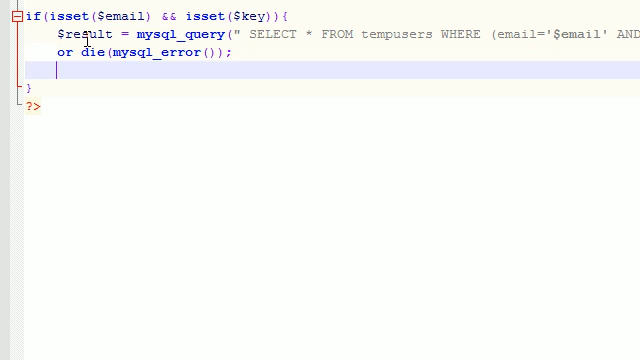 if(isset($email) && isset($key)){
$result = mysql_query(" SELECT * FROM tempusers WHERE (email='$email' AND
or die(mysql_error());
}
?>